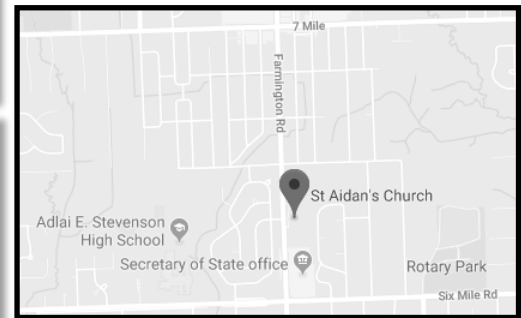 7 Mile
Farmington Rd
St Aidan's Church
Adlai E. Stevenson
High School
Secretary of State office
Rotary Park
Six Mile Rd